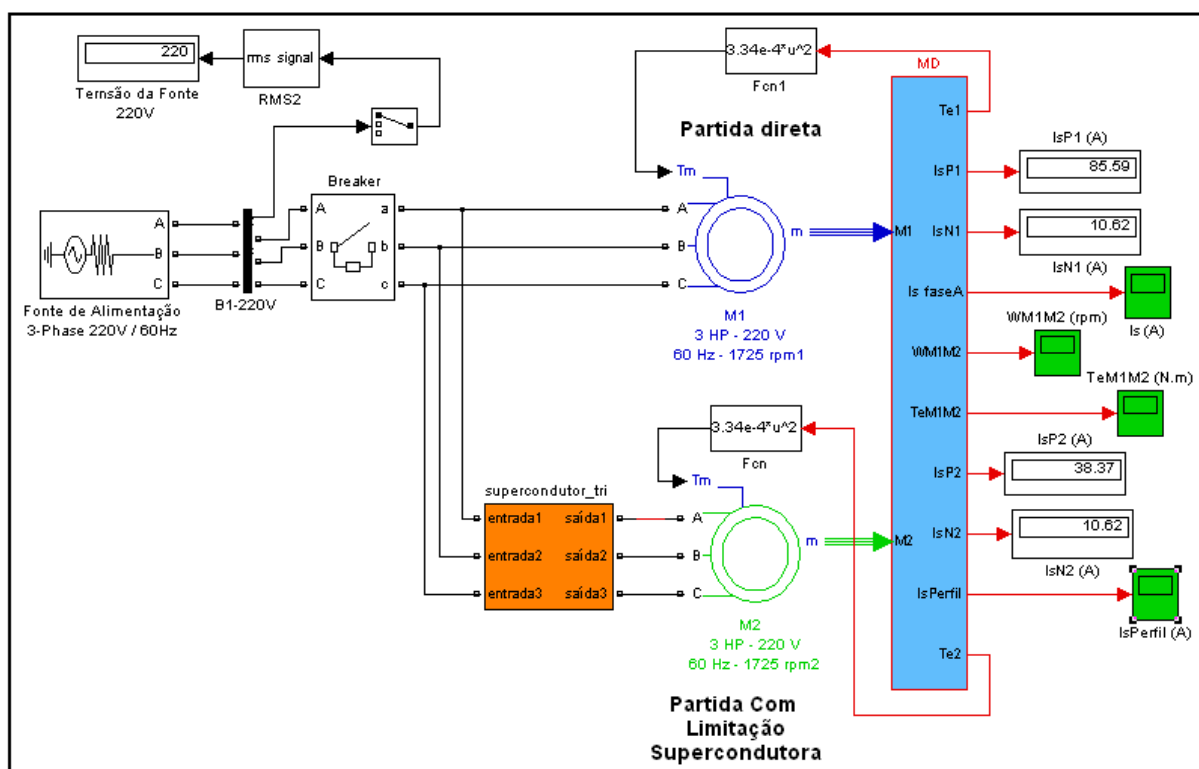 220
Ternsão da Fonte
220V
rms signal
RMS2
3.34e-4*u^2
Fcn1
MD
Partida direta
Te1
IsP1 (A)
IsP1
85.59
Tm
Breaker
A
B
C
Fonte de Alimentação
3-Phase 220V / 60Hz
B1-220V
A
B
C
a
b
c
A
B
C
m
M1
3 HP - 220 V
60 Hz - 1725 rpm1
M1
IsN1
10.62
IsN1 (A)
Is faseA
Is (A)
WM1M2 (rpm)
WM1M2
TeM1M2 (N.m)
TeM1M2
3.34e-4*u^2
Fcn
IsP2 (A)
IsP2
38.37
Tm
supercondutor_tri
entrada1
saída1
entrada2
saída2
entrada3
saída3
A
B
C
m
M2
3 HP - 220 V
60 Hz - 1725 rpm2
M2
IsN2
10.62
IsN2 (A)
IsPerfil
IsPerfil (A)
Te2
Partida Com
Limitação
Supercondutora